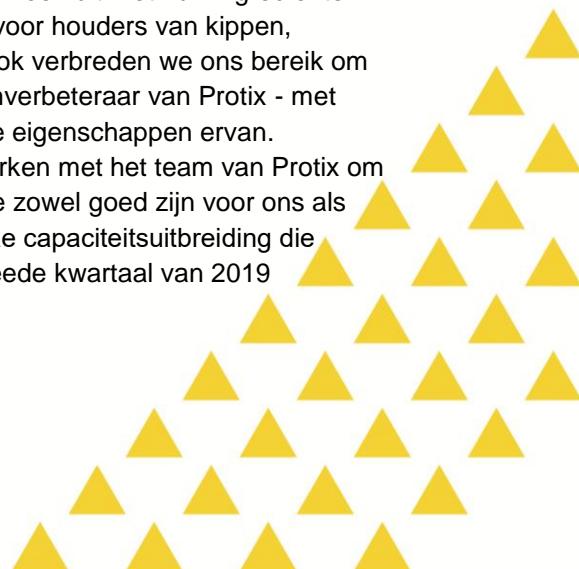 voor houders van kippen,
ok verbreden we ons bereik om
verbeteraar van Protix - met
e eigenschappen ervan.
rken met het team van Protix om
e zowel goed zijn voor ons als
e capaciteitsuitbreiding die
eede kwartaal van 2019